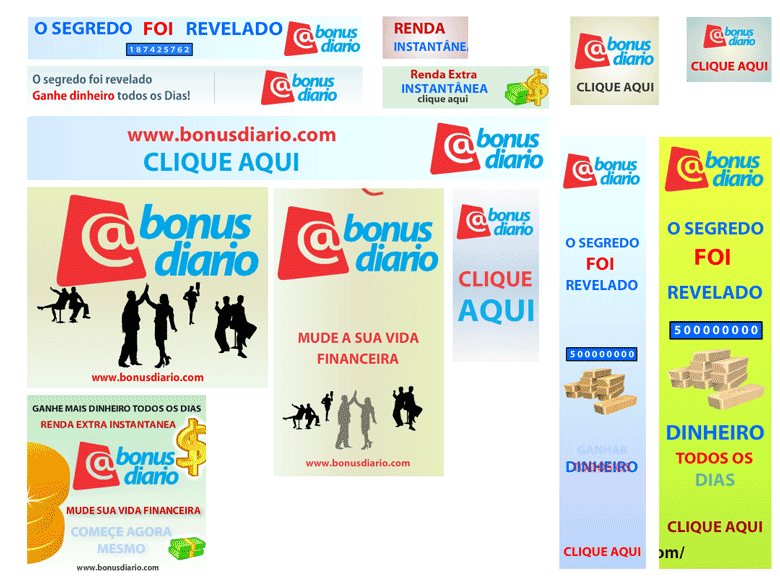 O SEGREDO FOI REVELADO
187425762
@bonus
diario
RENDA
INSTANTÂNE
@bonus
diario
CLIQUE AQUI
@bonus
diario
CLIQUE AQUI
O segredo foi revelado
Ganhe dinheiro todos os Dias!
@bonus
diario
Renda Extra
INSTANTÂNEA
clique aqui
www.bonusdiario.com
CLIQUE AQUI
@bonus
diario
@bonus
diario
www.bonusdiario.com
@bonus
diario
MUDE A SUA VIDA
FINANCEIRA
www.bonusdiario.com
@bonus
diario
CLIQUE
AQUI
@bonus
diario
O SEGREDO
FOI
REVELADO
500000000
GANHAR
DINHEIRO
CLIQUE AQUI
@bonus
diario
O SEGREDO
FOI
REVELADO
500000000
DINHEIRO
TODOS OS
DIAS
CLIQUE AQUI
om/
GANHE MAIS DINHEIRO TODOS OS DIAS
RENDA EXTRA INSTANTANEA
@bonus
diario
MUDE SUA VIDA FINANCEIRA
COMEÇE AGORA
MESMO
www.bonusdiario.com